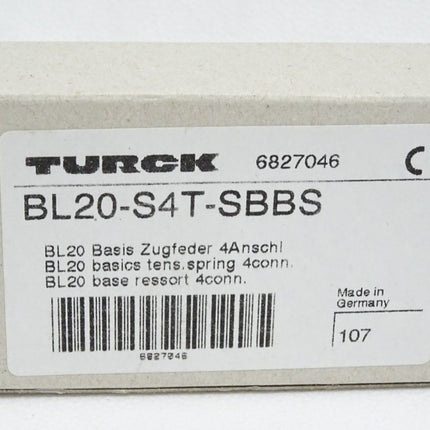 TURCK 6827046
BL20-S4T-SBBS
BL20 Basis Zugfeder 4Anschl
BL20 basics tens.spring 4conn.
BL20 base ressort 4conn.
Made in
Germany
107
6827046